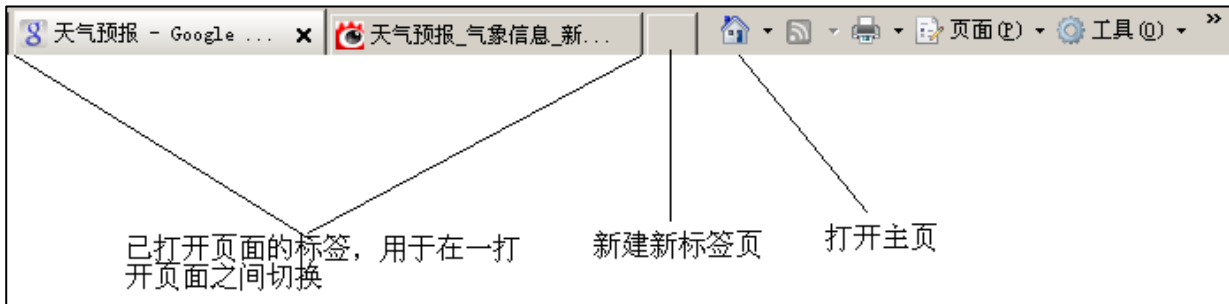 天气预报 - Google ...
天气预报_气象信息_新...
页面(P)
工具(O)
»
已打开页面的标签，用于在一打
开页面之间切换
新建新标签页
打开主页